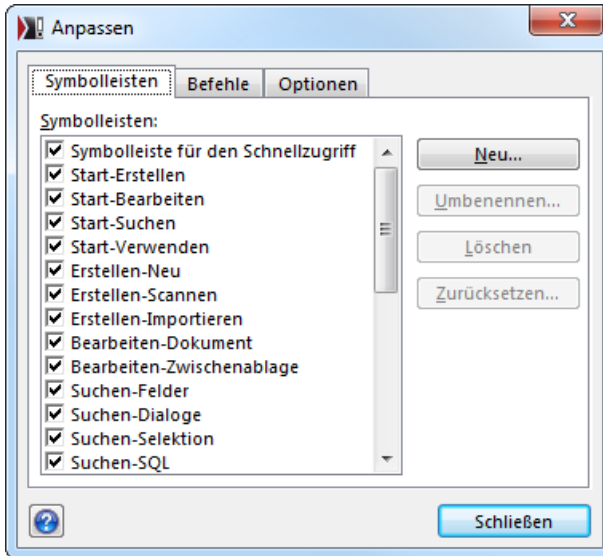 Anpassen
Symbolleisten Befehle Optionen
Symbolleisten:
Symbolleiste für den Schnellzugriff
Start-Erstellen
Start-Bearbeiten
Start-Suchen
Start-Verwenden
Erstellen-Neu
Erstellen-Scannen
Erstellen-Importieren
Bearbeiten-Dokument
Bearbeiten-Zwischenablage
Suchen-Felder
Suchen-Dialoge
Suchen-Selektion
Suchen-SQL
Neu...
Umbenennen...
Löschen
Zurücksetzen...
Schließen